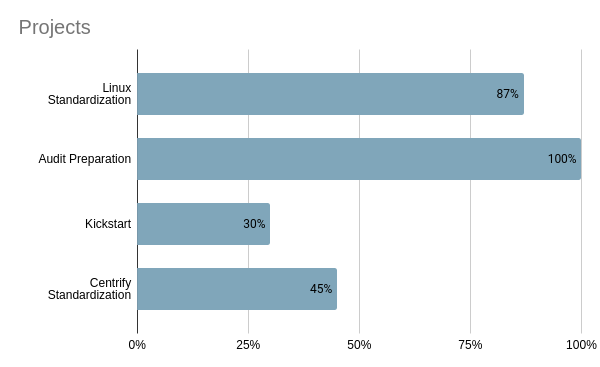 Projects
Linux
Standardization
87%
Audit Preparation
100%
Kickstart
30%
Centrify
Standardization
45%
0%
25%
50%
75%
100%